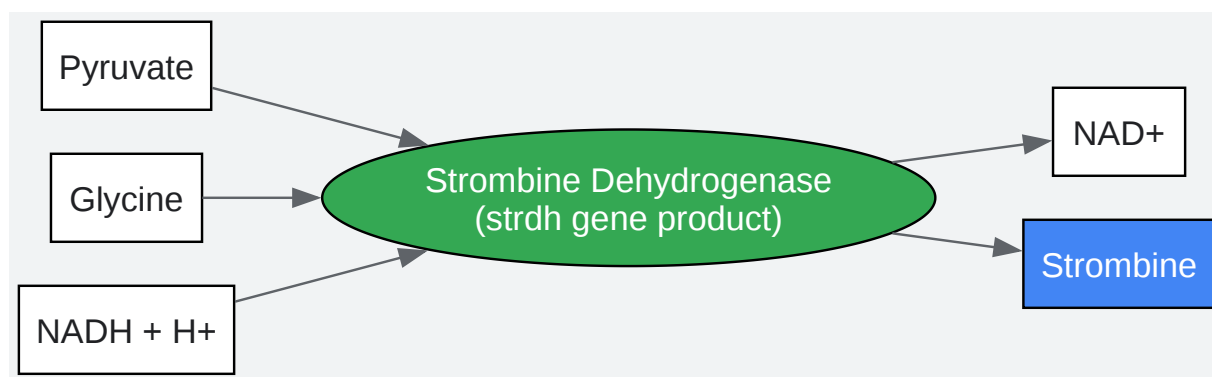 Pyruvate
Glycine
NADH + H+
Strombine Dehydrogenase
(strdh gene product)
NAD+
Strombine